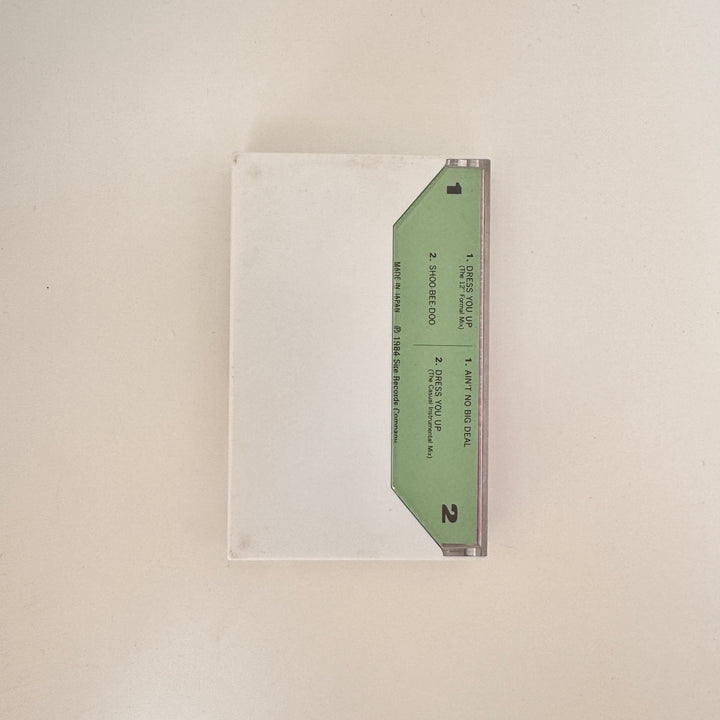 1
1. DRESS YOU UP
(The 12" Formal Mix)
2. SHOO-BEE-DOO
1. AIN'T NO BIG DEAL
2. DRESS YOU UP
(The Casual Instrumental Mix)
2
MADE IN JAPAN ℗ 1984 Sire Records Company